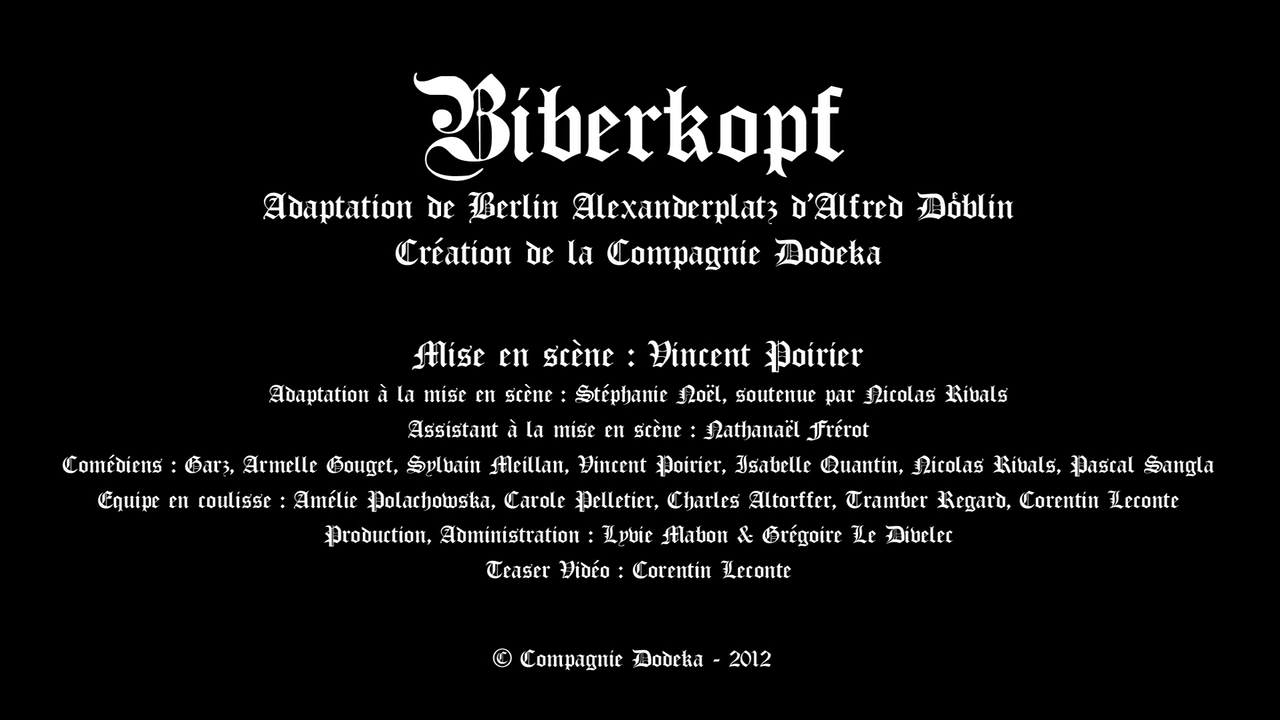 Biberkopf
Adaptation de Berlin Alexanderplatz d'Alfred Döblin
Création de la Compagnie Dodeka
Mise en scène : Vincent Poirier
Adaptation à la mise en scène : Stéphanie Noël, soutenue par Nicolas Rivals
Assistant à la mise en scène : Nathanaël Frérot
Comédiens : Garz, Armelle Gouget, Sylvain Meillan, Vincent Poirier, Isabelle Quantin, Nicolas Rivals, Pascal Sangla
Equipe en coulisse : Amélie Polachowska, Carole Pelletier, Charles Altorffer, Tramber Regard, Corentin Leconte
Production, Administration : Lyvie Mabon & Grégoire Le Divelec
Teaser Vidéo : Corentin Leconte
© Compagnie Dodeka - 2012